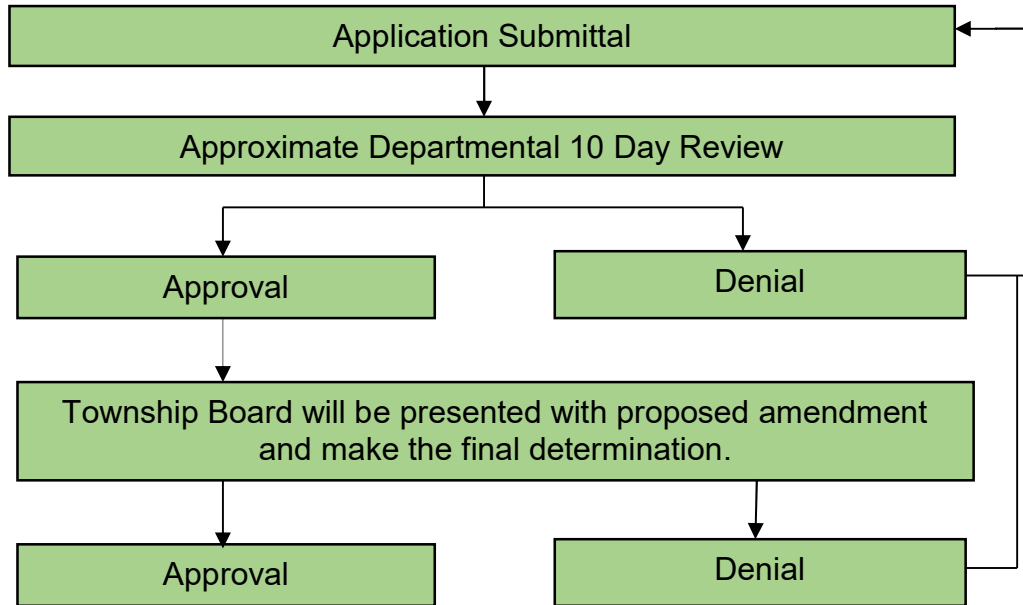 Application Submittal
Approximate Departmental 10 Day Review
Approval
Denial
Township Board will be presented with proposed amendment
and make the final determination.
Approval
Denial